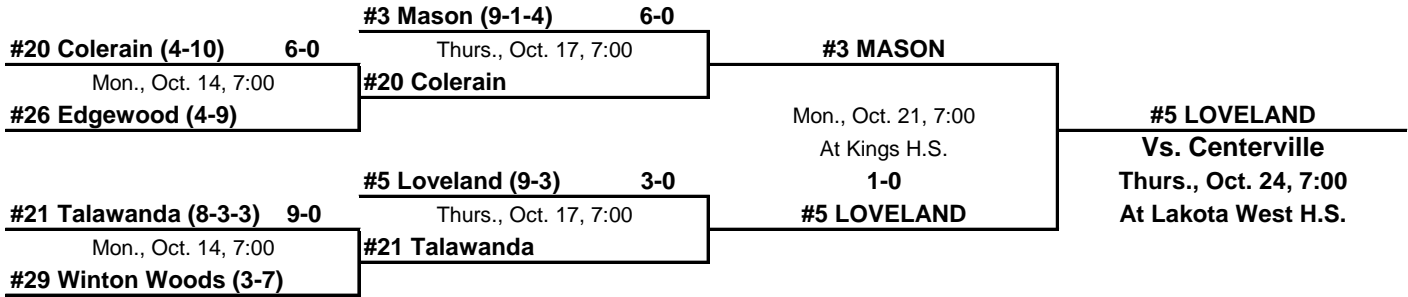 #3 Mason (9-1-4) 6-0
#20 Colerain (4-10) 6-0
Thurs., Oct. 17, 7:00
#3 MASON
Mon., Oct. 14, 7:00
#20 Colerain
#26 Edgewood (4-9)
Mon., Oct. 21, 7:00
#5 LOVELAND
At Kings H.S.
Vs. Centerville
#5 Loveland (9-3) 3-0
1-0
Thurs., Oct. 24, 7:00
#21 Talawanda (8-3-3) 9-0
Thurs., Oct. 17, 7:00
#5 LOVELAND
At Lakota West H.S.
Mon., Oct. 14, 7:00
#21 Talawanda
#29 Winton Woods (3-7)